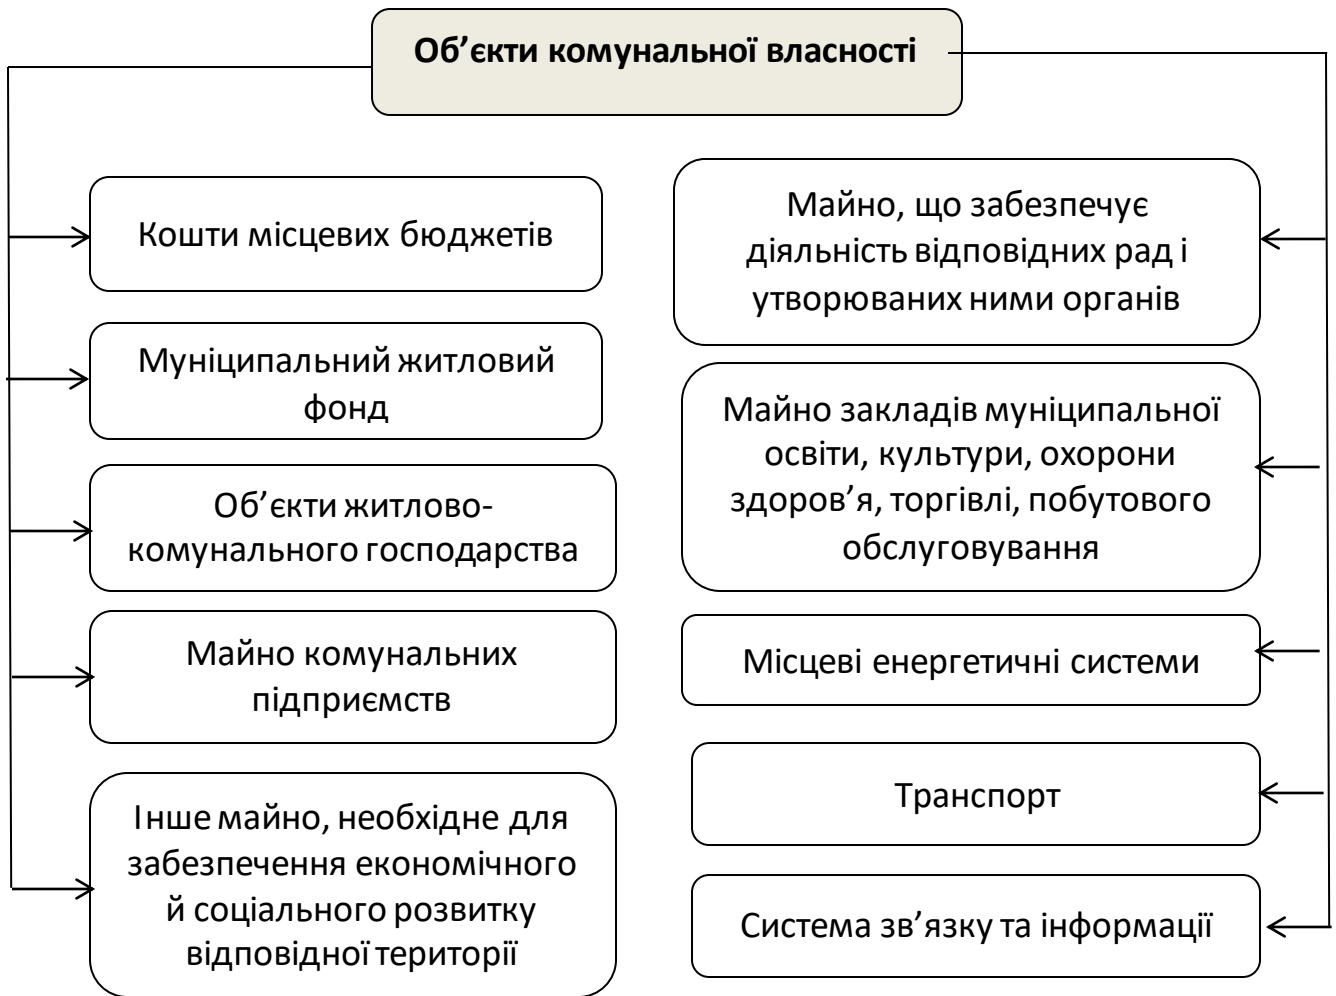 Об’єкти комунальної власності
Кошти місцевих бюджетів
Муніципальний житловий
фонд
Об’єкти житлово-
комунального господарства
Майно комунальних
підприємств
Інше майно, необхідне для
забезпечення економічного
й соціального розвитку
відповідної території
Майно, що забезпечує
діяльність відповідних рад і
утворюваних ними органів
Майно закладів муніципальної
освіти, культури, охорони
здоров’я, торгівлі, побутового
обслуговування
Місцеві енергетичні системи
Транспорт
Система зв’язку та інформації